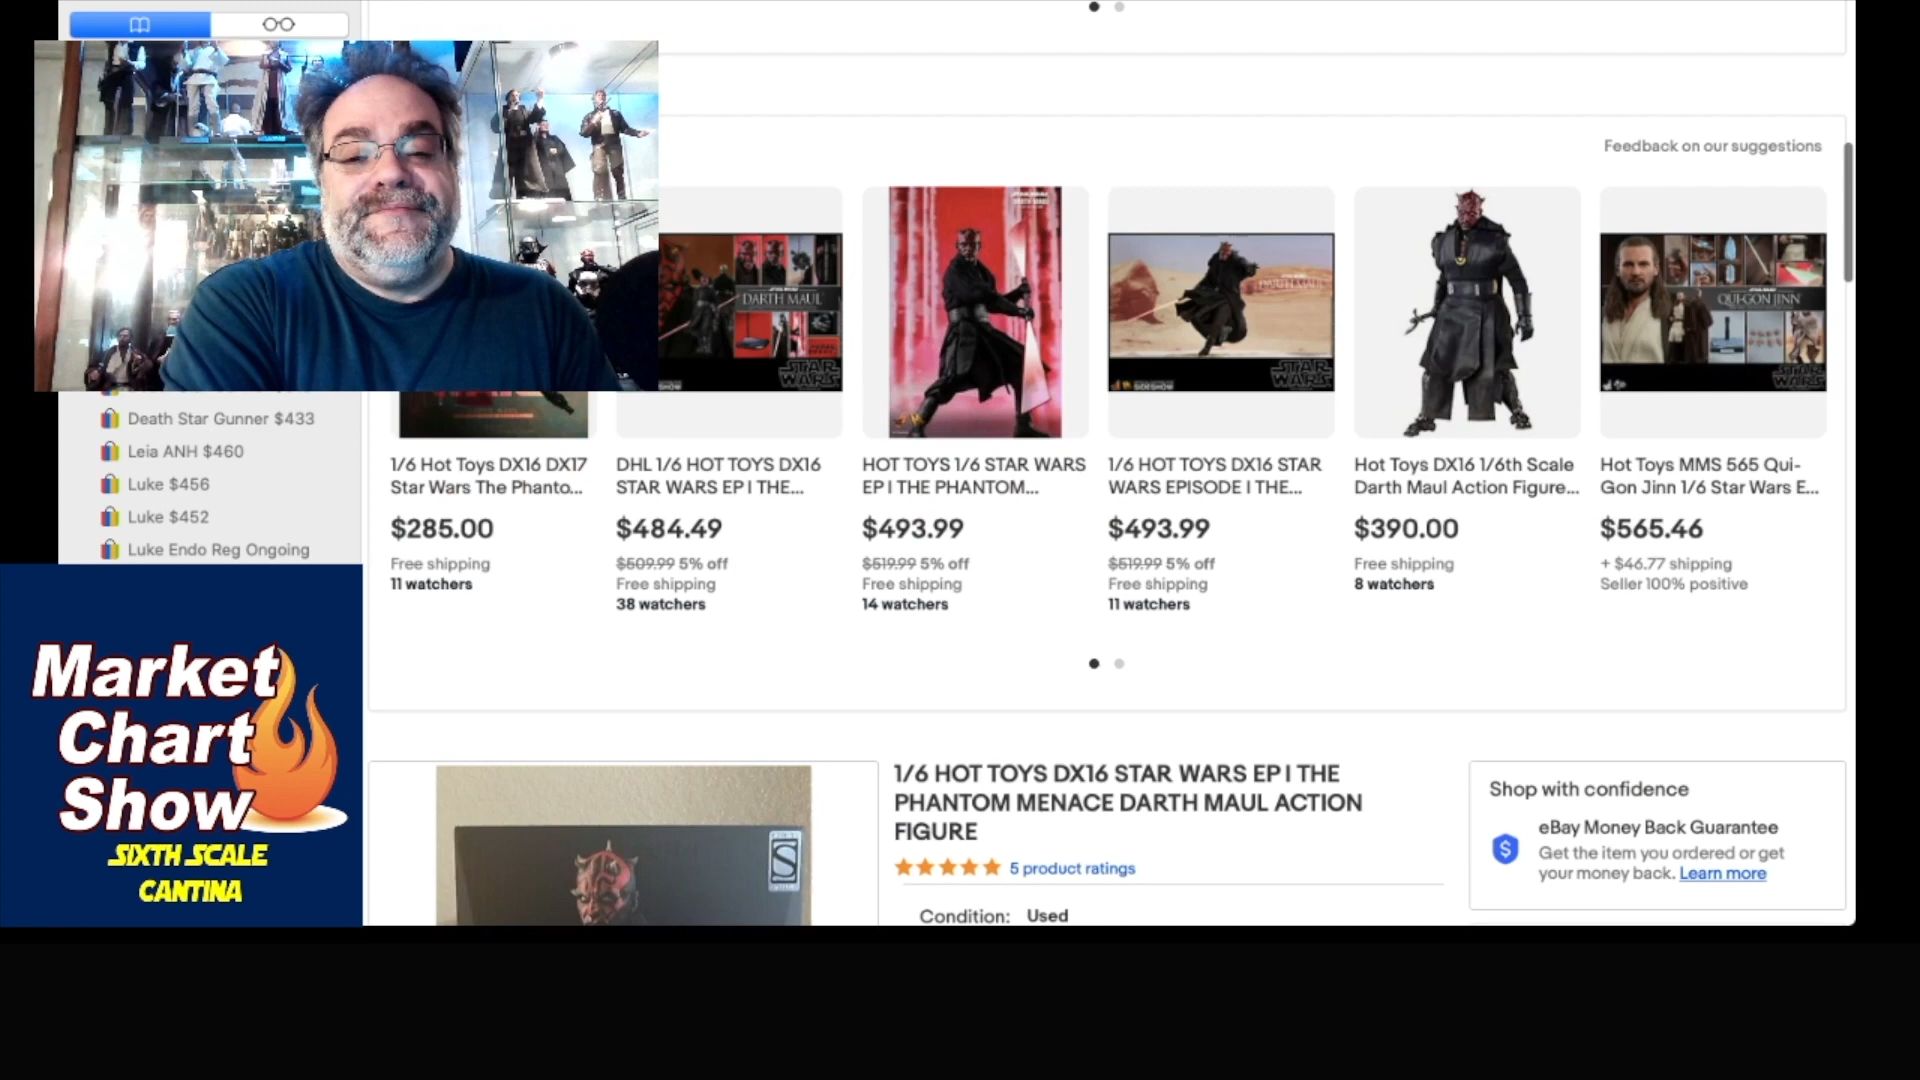 Feedback on our suggestions
DARTH MAUL
STAR WARS
STAR WARS
QUI-GON JINN
STAR WARS
Death Star Gunner $433
Leia ANH $460
Luke $456
Luke $452
Luke Endo Reg Ongoing
1/6 Hot Toys DX16 DX17
Star Wars The Phanto...
$285.00
Free shipping
11 watchers
DHL 1/6 HOT TOYS DX16
STAR WARS EP I THE...
$484.49
$509.99 5% off
Free shipping
38 watchers
HOT TOYS 1/6 STAR WARS
EP I THE PHANTOM...
$493.99
$519.99 5% off
Free shipping
14 watchers
1/6 HOT TOYS DX16 STAR
WARS EPISODE I THE...
$493.99
$519.99 5% off
Free shipping
11 watchers
Hot Toys DX16 1/6th Scale
Darth Maul Action Figure...
$390.00
Free shipping
8 watchers
Hot Toys MMS 565 Qui-
Gon Jinn 1/6 Star Wars E...
$565.46
+ $46.77 shipping
Seller 100% positive
Market
Chart
Show
SIXTH SCALE
CANTINA
1/6 HOT TOYS DX16 STAR WARS EP I THE
PHANTOM MENACE DARTH MAUL ACTION
FIGURE
5 product ratings
Condition: Used
Shop with confidence
eBay Money Back Guarantee
Get the item you ordered or get
your money back. Learn more